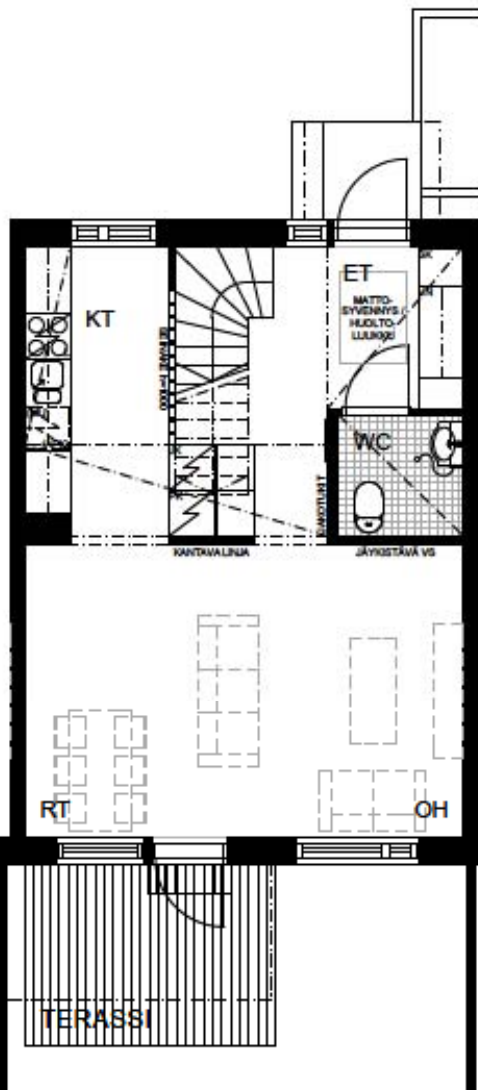 ET
KT
MATTO-
SYVENNYS /
HUOLTO-
LUUKKU
WC
KANTAVA LINJA
JÄYKISTÄVÄ VS
RT
OH
TERASSI